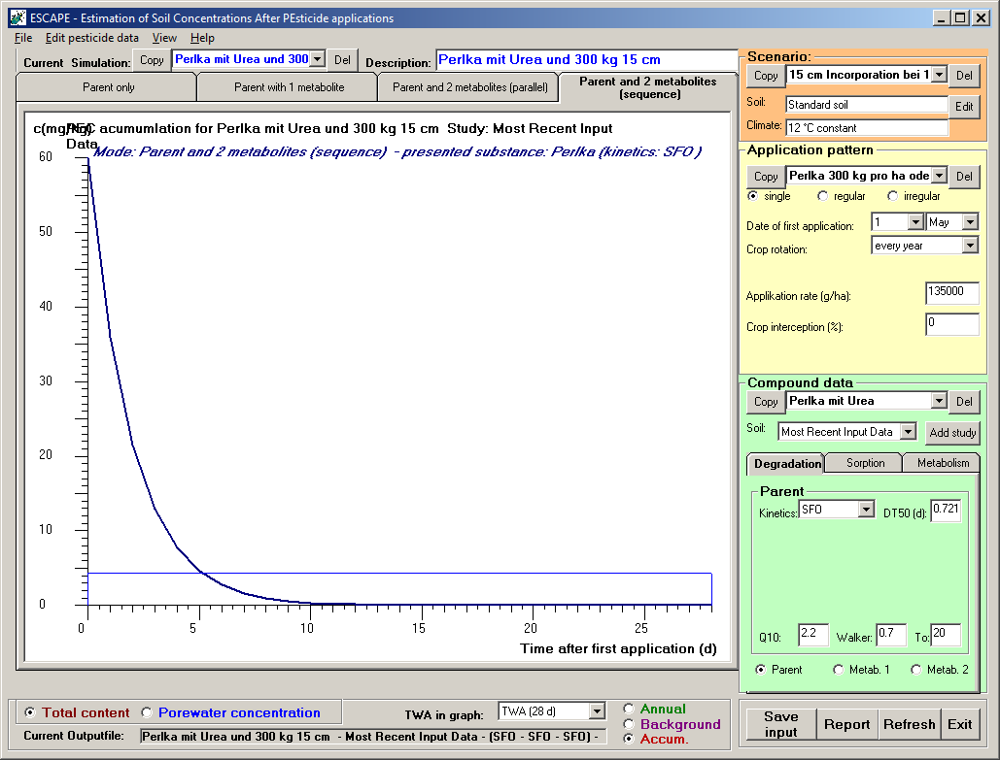 ESCAPE - Estimation of Soil Concentrations After PEsticide applications
File Edit pesticide data View Help
Current Simulation: Copy Perlka mit Urea und 300 Del Description: Perlka mit Urea und 300 kg 15 cm
Parent only Parent with 1 metabolite Parent and 2 metabolites (parallel) Parent and 2 metabolites
(sequence)
c(mg/kg) PEC acumumlation for Perlka mit Urea und 300 kg 15 cm Study: Most Recent Input
Data
Mode: Parent and 2 metabolites (sequence) - presented substance: Perlka (kinetics: SFO )
60
50
40
30
20
10
0
0 5 10 15 20 25
Time after first application (d)
Scenario:
Copy 15 cm Incorporation bei 1 Del
Soil: Standard soil Edit
Climate: 12 °C constant
Application pattern
Copy Perlka 300 kg pro ha ode Del
single regular irregular
Date of first application: 1 May
Crop rotation: every year
Applikation rate (g/ha): 135000
Crop interception (%): 0
Compound data
Copy Perlka mit Urea Del
Soil: Most Recent Input Data Add study
Degradation Sorption Metabolism
Parent
Kinetics: SFO DT50 (d): 0.721
Q10: 2.2 Walker: 0.7 To: 20
Parent Metab. 1 Metab. 2
Total content Porewater concentration TWA in graph: TWA (28 d) Annual
Background
Accum.
Current Outputfile: Perlka mit Urea und 300 kg 15 cm - Most Recent Input Data - (SFO - SFO - SFO) -
Save
input Report Refresh Exit